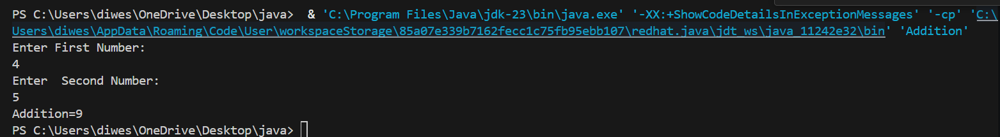 PS C:\Users\diwes\OneDrive\Desktop\java>  & 'C:\Program Files\Java\jdk-23\bin\java.exe' '-XX:+ShowCodeDetailsInExceptionMessages' '-cp' 'C:\
Users\diwes\AppData\Roaming\Code\User\workspaceStorage\85a07e339b7162fecc1c75fb95ebb107\redhat.java\jdt_ws\java_11242e32\bin' 'Addition'
Enter First Number:
4
Enter  Second Number:
5
Addition=9
PS C:\Users\diwes\OneDrive\Desktop\java>